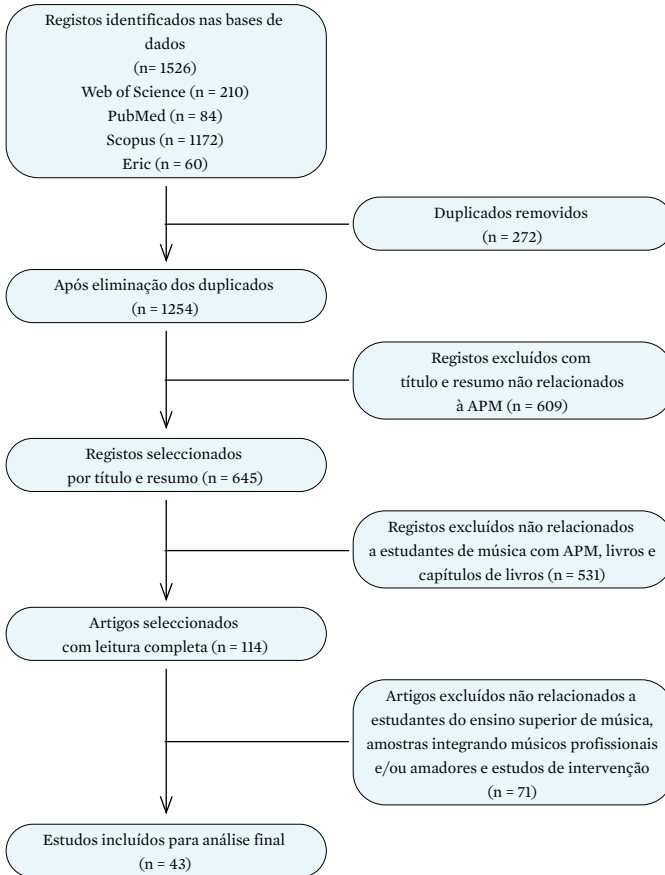 Registos identificados nas bases de
dados
(n= 1526)
Web of Science (n = 210)
PubMed (n = 84)
Scopus (n = 1172)
Eric (n = 60)
Duplicados removidos
(n = 272)
Após eliminação dos duplicados
(n = 1254)
Registos excluídos com
título e resumo não relacionados
à APM (n = 609)
Registos seleccionados
por título e resumo (n = 645)
Registos excluídos não relacionados
a estudantes de música com APM, livros e
capítulos de livros (n = 531)
Artigos seleccionados
com leitura completa (n = 114)
Artigos excluídos não relacionados a
estudantes do ensino superior de música,
amostras integrando músicos profissionais
e/ou amadores e estudos de intervenção
(n = 71)
Estudos incluídos para análise final
(n = 43)